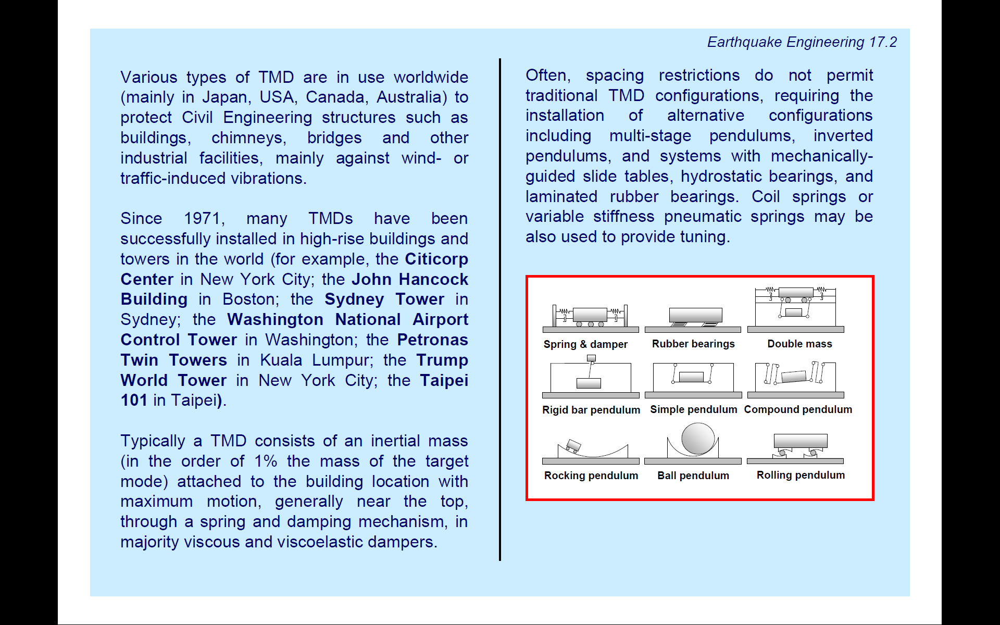 Earthquake Engineering 17.2
Various types of TMD are in use worldwide
(mainly in Japan, USA, Canada, Australia) to
protect Civil Engineering structures such as
buildings, chimneys, bridges and other
industrial facilities, mainly against wind- or
traffic-induced vibrations.
Since 1971, many TMDs have been
successfully installed in high-rise buildings and
towers in the world (for example, the Citicorp
Center in New York City; the John Hancock
Building in Boston; the Sydney Tower in
Sydney; the Washington National Airport
Control Tower in Washington; the Petronas
Twin Towers in Kuala Lumpur; the Trump
World Tower in New York City; the Taipei
101 in Taipei).
Typically a TMD consists of an inertial mass
(in the order of 1% the mass of the target
mode) attached to the building location with
maximum motion, generally near the top,
through a spring and damping mechanism, in
majority viscous and viscoelastic dampers.
Often, spacing restrictions do not permit
traditional TMD configurations, requiring the
installation of alternative configurations
including multi-stage pendulums, inverted
pendulums, and systems with mechanically-
guided slide tables, hydrostatic bearings, and
laminated rubber bearings. Coil springs or
variable stiffness pneumatic springs may be
also used to provide tuning.
Spring & damper
Rubber bearings
Double mass
Rigid bar pendulum
Simple pendulum
Compound pendulum
Rocking pendulum
Ball pendulum
Rolling pendulum